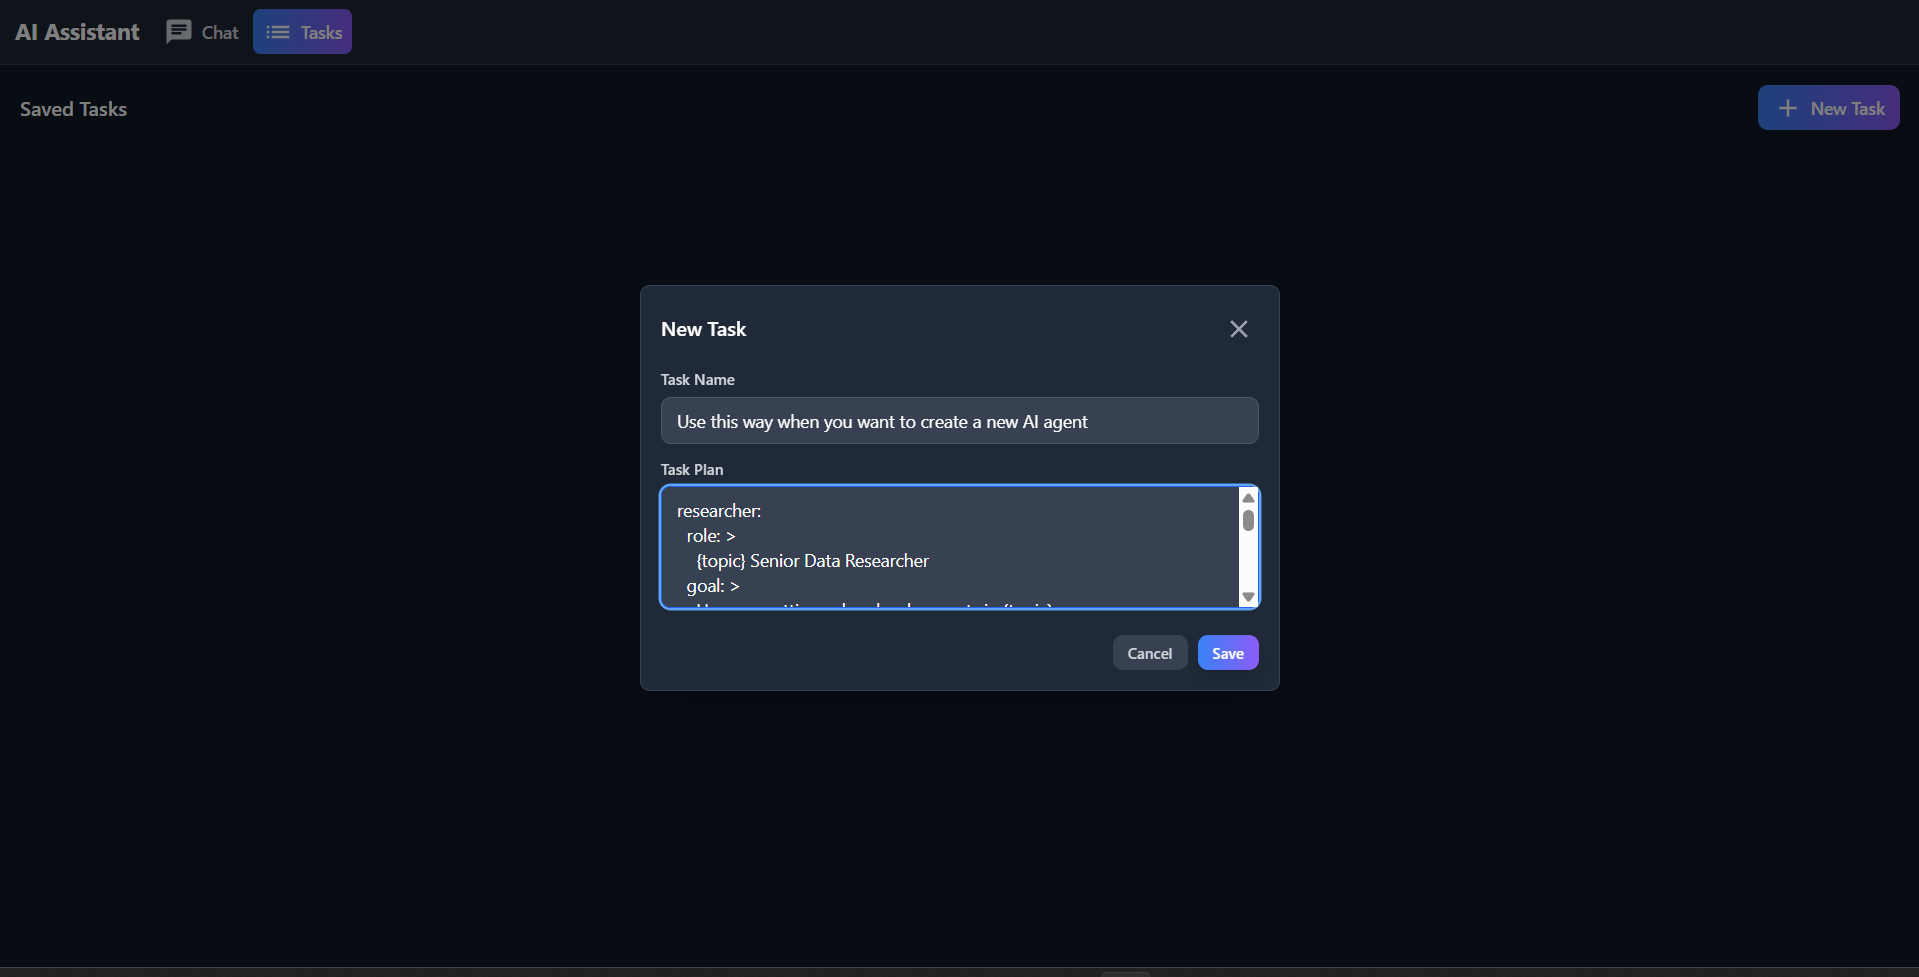 AI Assistant
Chat
Tasks
Saved Tasks
New Task
New Task
Task Name
Use this way when you want to create a new AI agent
Task Plan
researcher:
role: >
{topic} Senior Data Researcher
goal: >
Cancel
Save